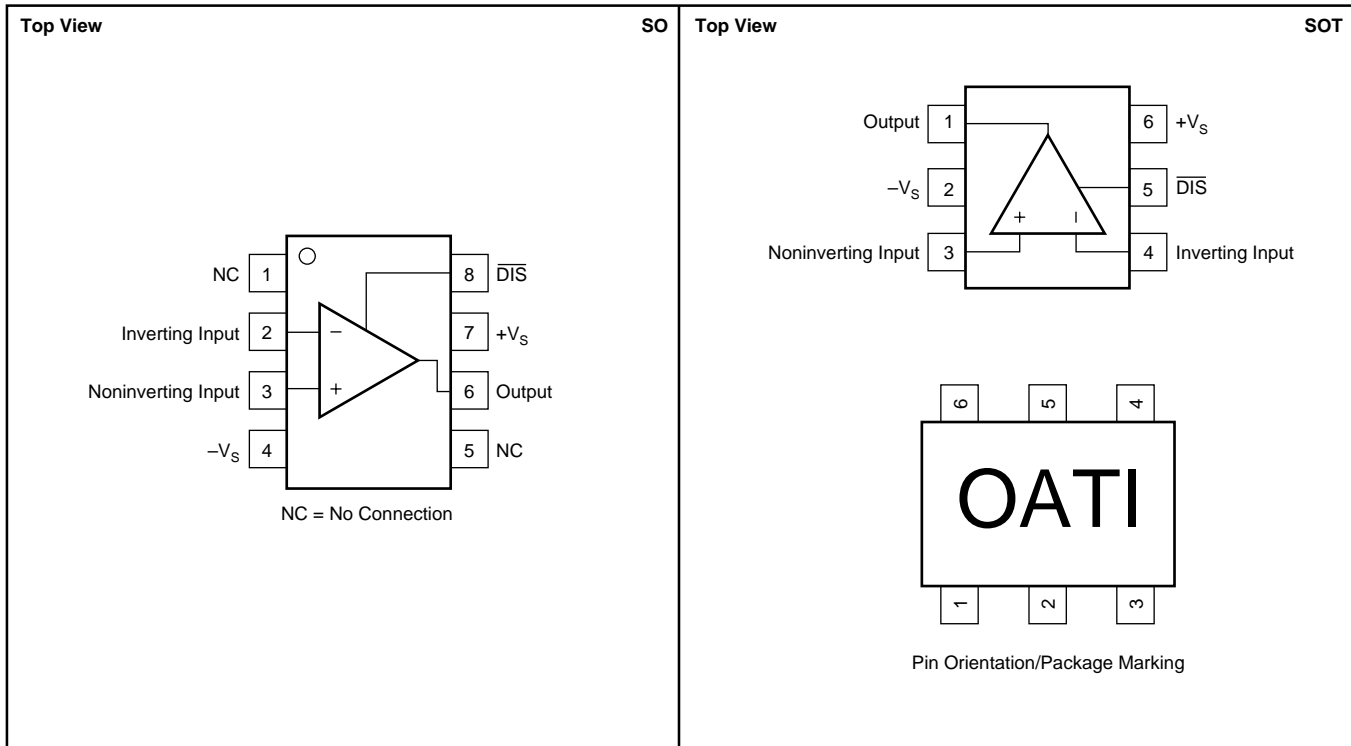 Top View SO
NC 1 8 D̅I̅S̅
Inverting Input 2 − 7 +VS
Noninverting Input 3 + 6 Output
–VS 4 5 NC
NC = No Connection
Top View SOT
Output 1 6 +VS
–VS 2 5 D̅I̅S̅
Noninverting Input 3 + − 4 Inverting Input
6 5 4
OATI
1 2 3
Pin Orientation/Package Marking